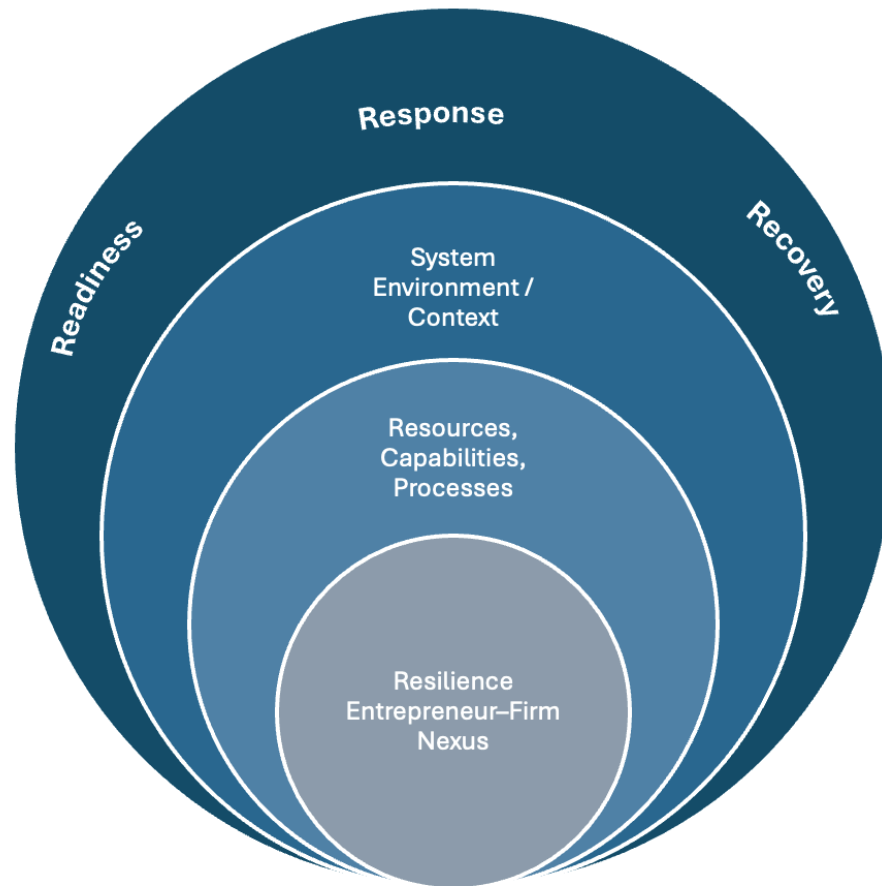 Response
Readiness
Recovery
System
Environment /
Context
Resources,
Capabilities,
Processes
Resilience
Entrepreneur–Firm
Nexus